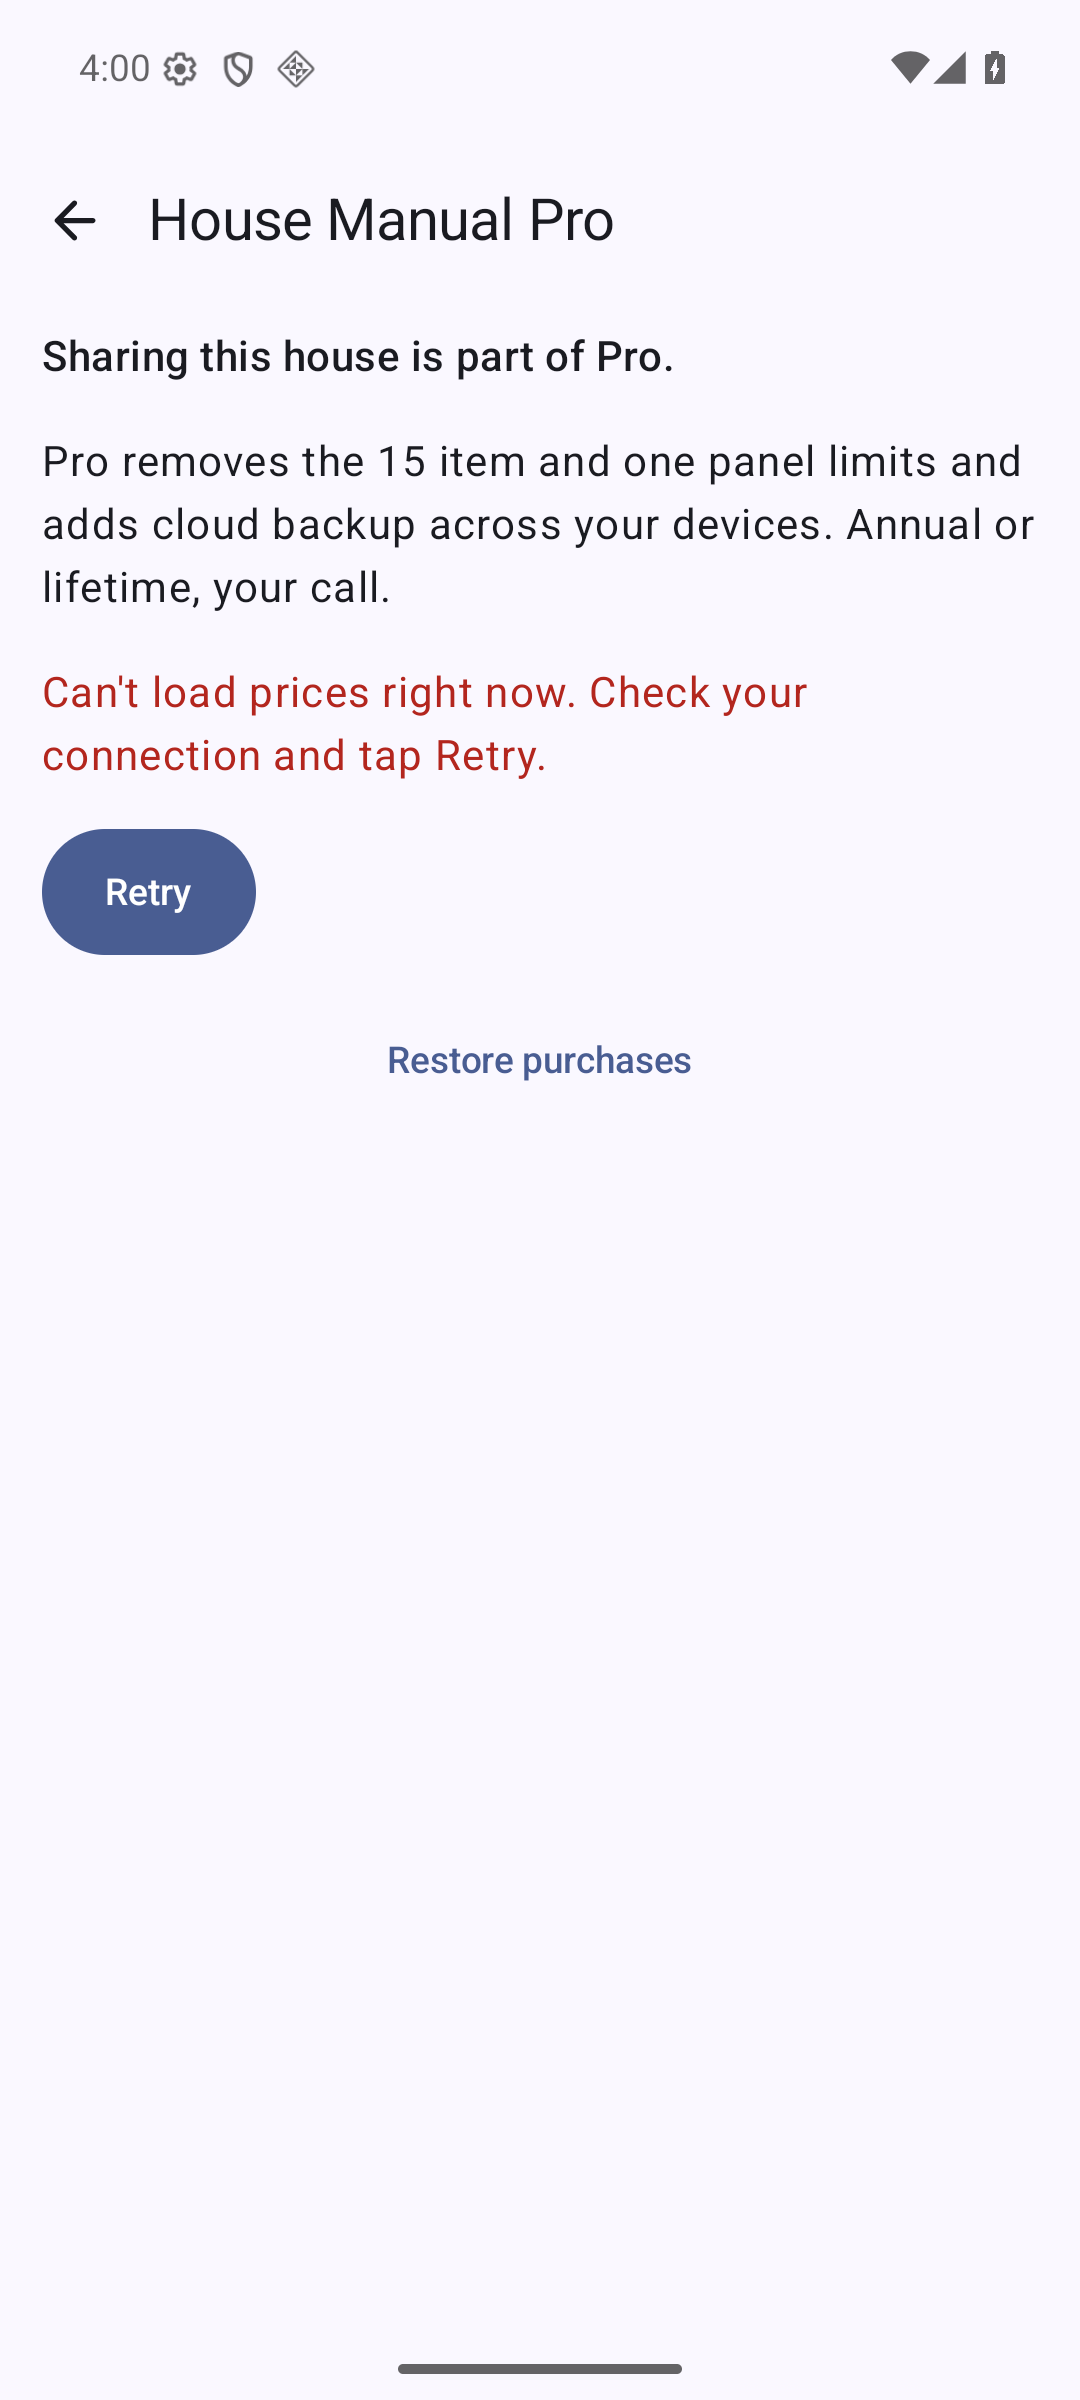 4:00
House Manual Pro
Sharing this house is part of Pro.
Pro removes the 15 item and one panel limits and
adds cloud backup across your devices. Annual or
lifetime, your call.
Can't load prices right now. Check your
connection and tap Retry.
Retry
Restore purchases